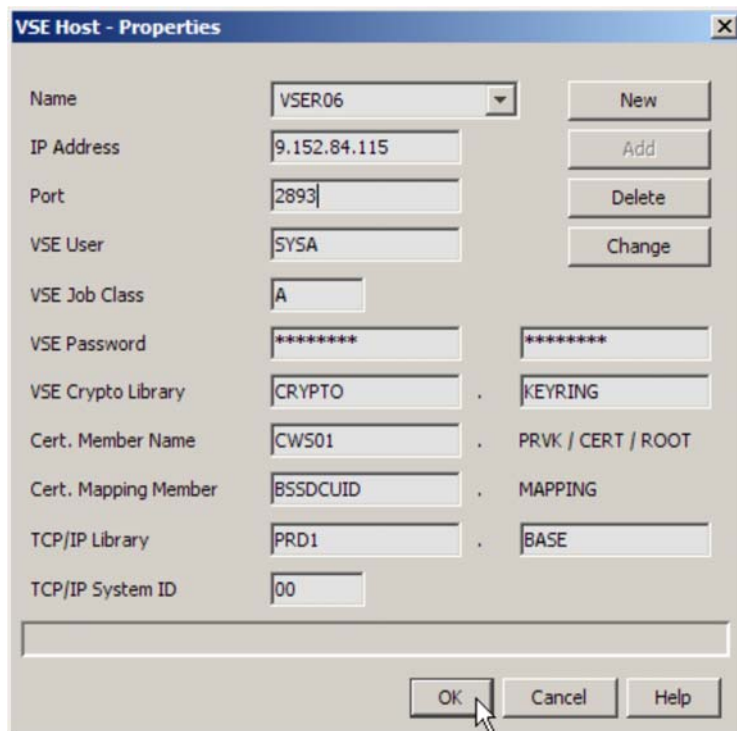 VSE Host - Properties
Name VSER06 New
IP Address 9.152.84.115 Add
Port 2893 Delete
VSE User SYSA Change
VSE Job Class A
VSE Password ******** ********
VSE Crypto Library CRYPTO . KEYRING
Cert. Member Name CWS01 . PRVK / CERT / ROOT
Cert. Mapping Member BSSDCUID . MAPPING
TCP/IP Library PRD1 . BASE
TCP/IP System ID 00
OK Cancel Help